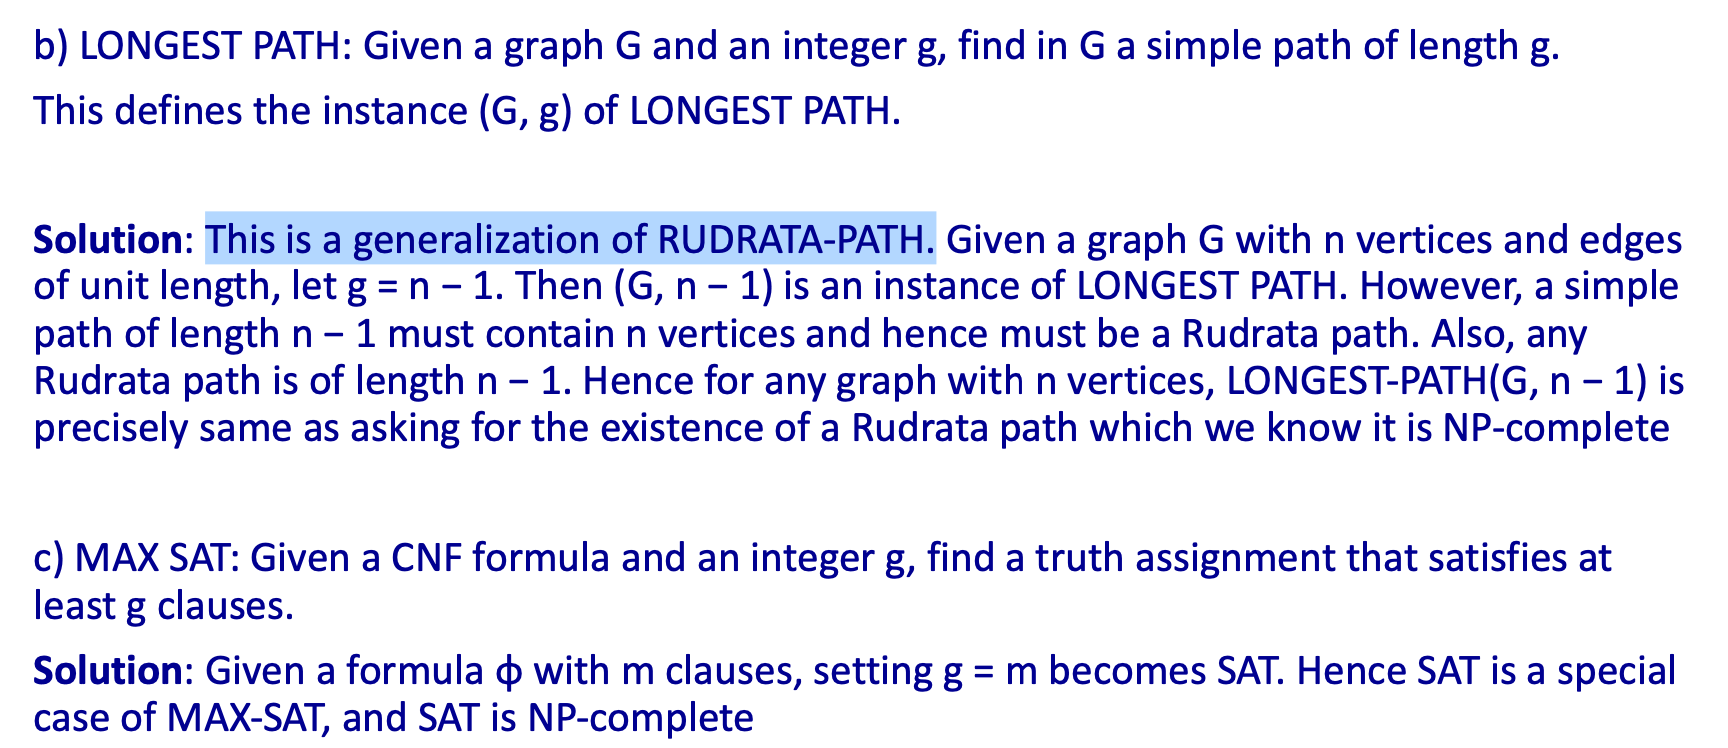 b) LONGEST PATH: Given a graph G and an integer g, find in G a simple path of length g.
This defines the instance (G, g) of LONGEST PATH.
Solution: This is a generalization of RUDRATA-PATH. Given a graph G with n vertices and edges
of unit length, let g = n − 1. Then (G, n − 1) is an instance of LONGEST PATH. However, a simple
path of length n − 1 must contain n vertices and hence must be a Rudrata path. Also, any
Rudrata path is of length n − 1. Hence for any graph with n vertices, LONGEST-PATH(G, n − 1) is
precisely same as asking for the existence of a Rudrata path which we know it is NP-complete
c) MAX SAT: Given a CNF formula and an integer g, find a truth assignment that satisfies at
least g clauses.
Solution: Given a formula ϕ with m clauses, setting g = m becomes SAT. Hence SAT is a special
case of MAX-SAT, and SAT is NP-complete